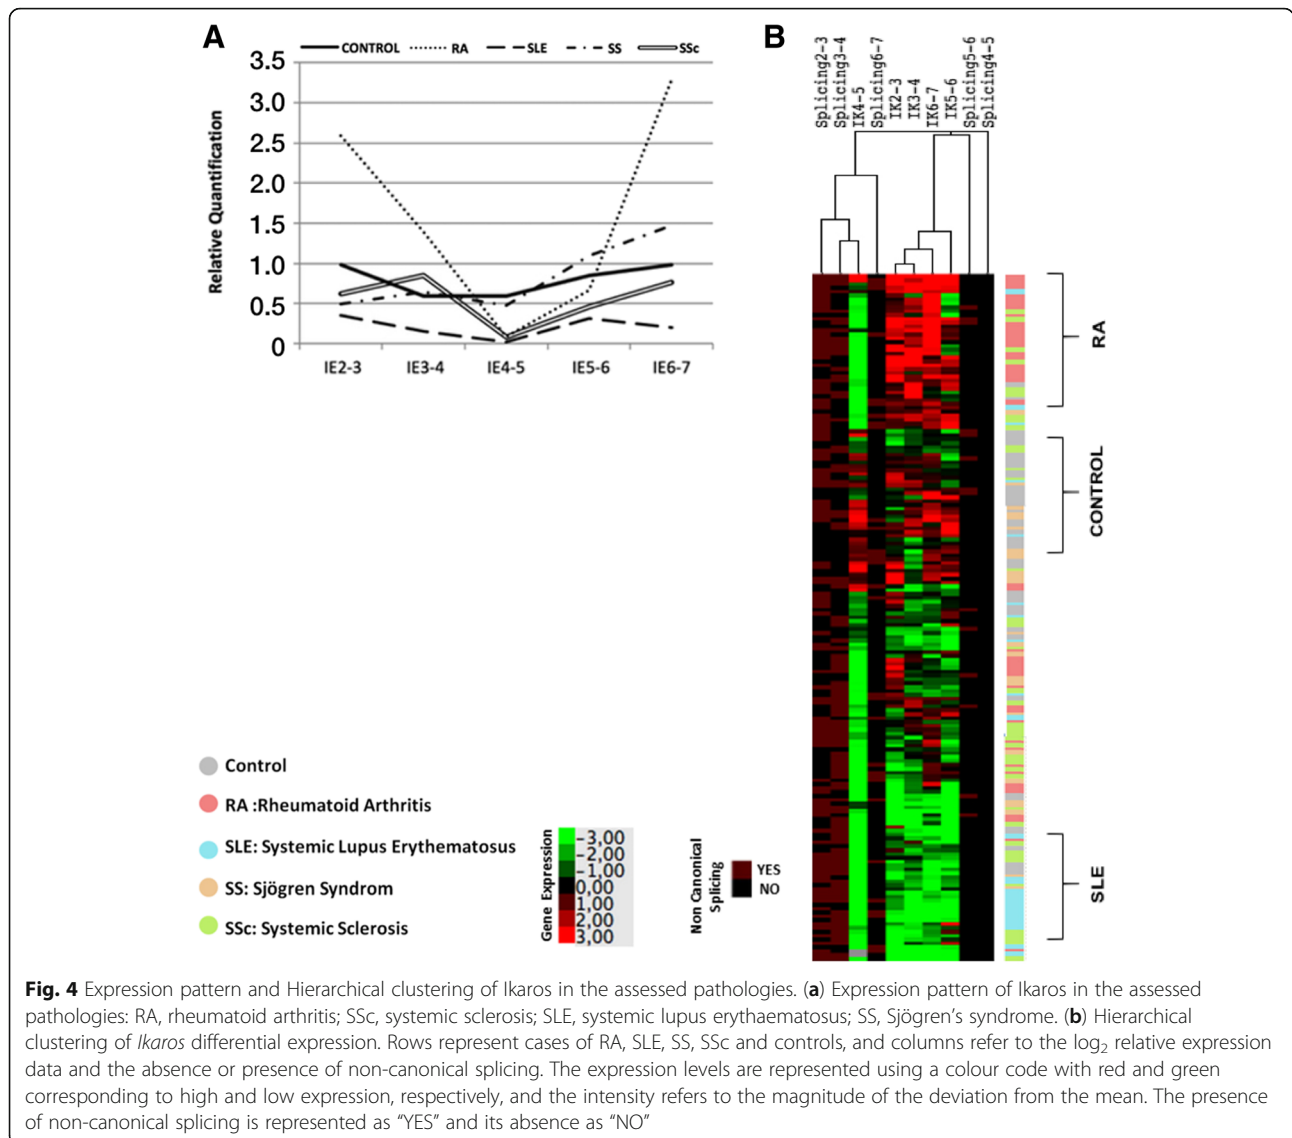 A
CONTROL RA SLE SS SSc
3.5
3.0
2.5
2.0
1.5
1.0
0.5
0
Relative Quantification
IE2-3 IE3-4 IE4-5 IE5-6 IE6-7
B
Splicing2-3
Splicing3-4
IK4-5
Splicing6-7
IK2-3
IK3-4
IK6-7
IK5-6
Splicing5-6
Splicing4-5
RA
CONTROL
SLE
Control
RA :Rheumatoid Arthritis
SLE: Systemic Lupus Erythematosus
SS: Sjögren Syndrom
SSc: Systemic Sclerosis
Gene Expression
-3,00
-2,00
-1,00
0,00
1,00
2,00
3,00
Non Canonical
Splicing
YES
NO
Fig. 4 Expression pattern and Hierarchical clustering of Ikaros in the assessed pathologies. (a) Expression pattern of Ikaros in the assessed
pathologies: RA, rheumatoid arthritis; SSc, systemic sclerosis; SLE, systemic lupus erythaematosus; SS, Sjögren's syndrome. (b) Hierarchical
clustering of Ikaros differential expression. Rows represent cases of RA, SLE, SS, SSc and controls, and columns refer to the log2 relative expression
data and the absence or presence of non-canonical splicing. The expression levels are represented using a colour code with red and green
corresponding to high and low expression, respectively, and the intensity refers to the magnitude of the deviation from the mean. The presence
of non-canonical splicing is represented as "YES" and its absence as "NO"